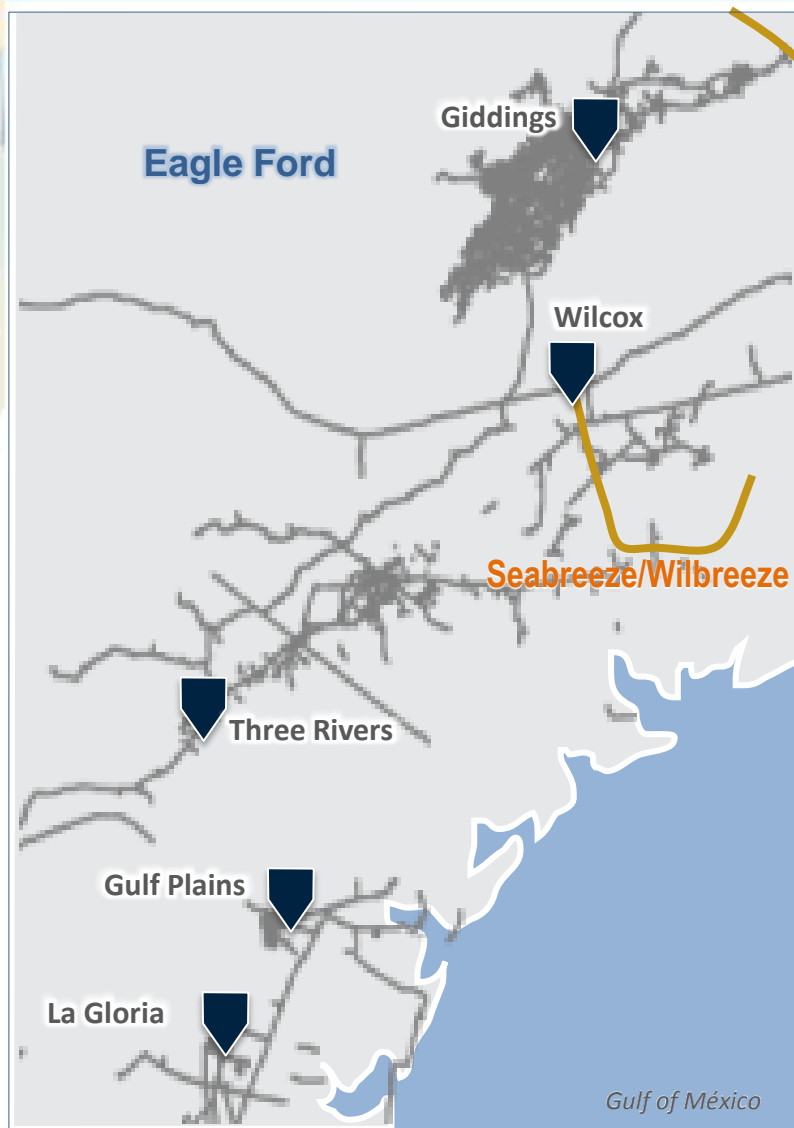 Giddings
Eagle Ford
Wilcox
Seabreeze/Wilbreeze
Three Rivers
Gulf Plains
La Gloria
Gulf of México